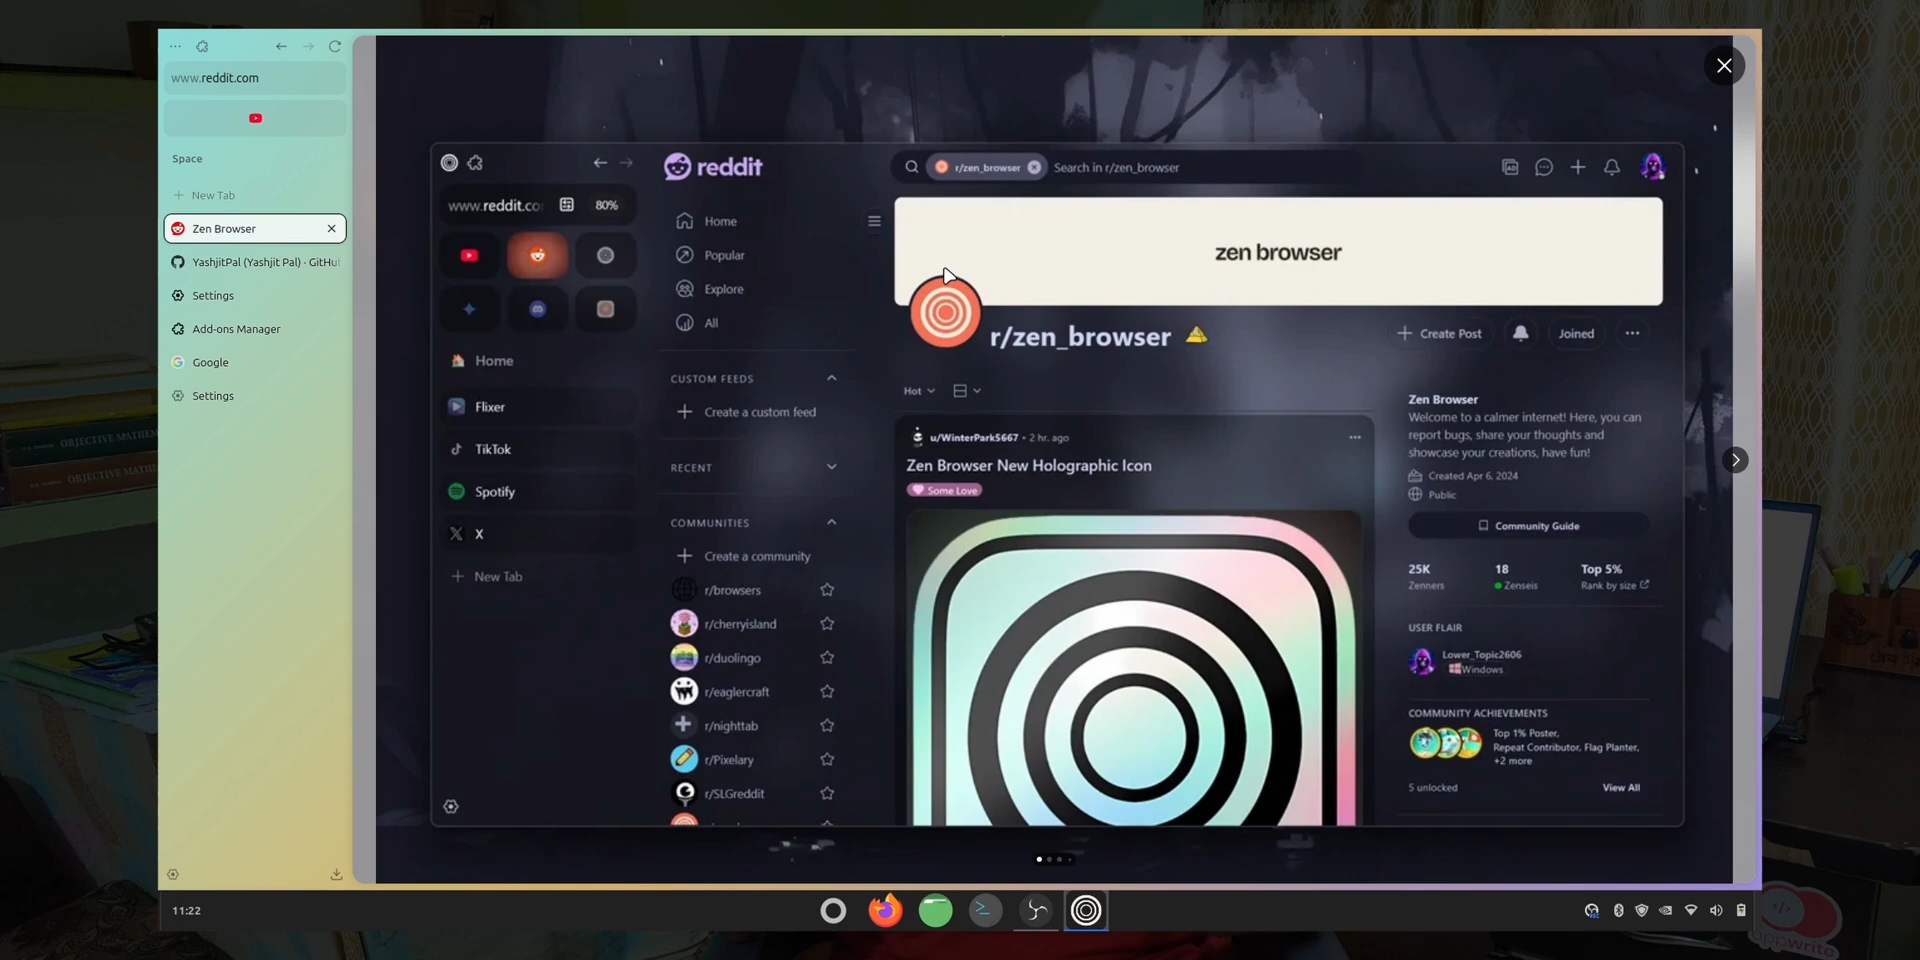 www.reddit.com
Space
New Tab
Zen Browser
YashjitPal (Yashjit Pal) · GitHu
Settings
Add-ons Manager
Google
Settings
www.reddit.co
80%
Home
Flixer
TikTok
Spotify
X
New Tab
reddit
r/zen_browser
Search in r/zen_browser
Home
Popular
Explore
All
CUSTOM FEEDS
Create a custom feed
RECENT
COMMUNITIES
Create a community
r/browsers
r/cherryisland
r/duolingo
r/eaglercraft
r/nighttab
r/Pixelary
r/SLGreddit
zen browser
r/zen_browser
Create Post
Joined
Hot
u/WinterPark5667 • 2 hr. ago
Zen Browser New Holographic Icon
Some Love
Zen Browser
Welcome to a calmer internet! Here, you can
report bugs, share your thoughts and
showcase your creations, have fun!
Created Apr 6, 2024
Public
Community Guide
25K
Zenners
18
Zenseis
Top 5%
Rank by size
USER FLAIR
Lower_Topic2606
Windows
COMMUNITY ACHIEVEMENTS
Top 1% Poster,
Repeat Contributor, Flag Planter,
+2 more
5 unlocked
View All
11:22
OBJECTIVE MATHEM
OBJECTIVE MATH
appwrite